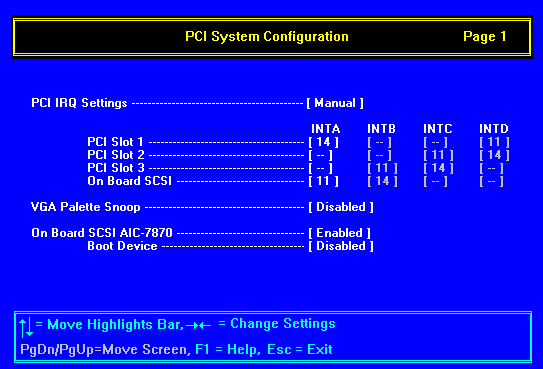 PCI System Configuration Page 1
PCI IRQ Settings ------------------------------------------- [ Manual ]
INTA INTB INTC INTD
PCI Slot 1 --------------------------------------- [ 14 ] [ -- ] [ -- ] [ 11 ]
PCI Slot 2 --------------------------------------- [ -- ] [ -- ] [ 11 ] [ 14 ]
PCI Slot 3 --------------------------------------- [ -- ] [ 11 ] [ 14 ] [ -- ]
On Board SCSI -------------------------------- [ 11 ] [ 14 ] [ -- ] [ -- ]
VGA Palette Snoop ---------------------------------------- [ Disabled ]
On Board SCSI AIC-7870 --------------------------------- [ Enabled ]
Boot Device ------------------------------------ [ Disabled ]
↑↓ = Move Highlights Bar, →← = Change Settings
PgDn/PgUp=Move Screen, F1 = Help, Esc = Exit